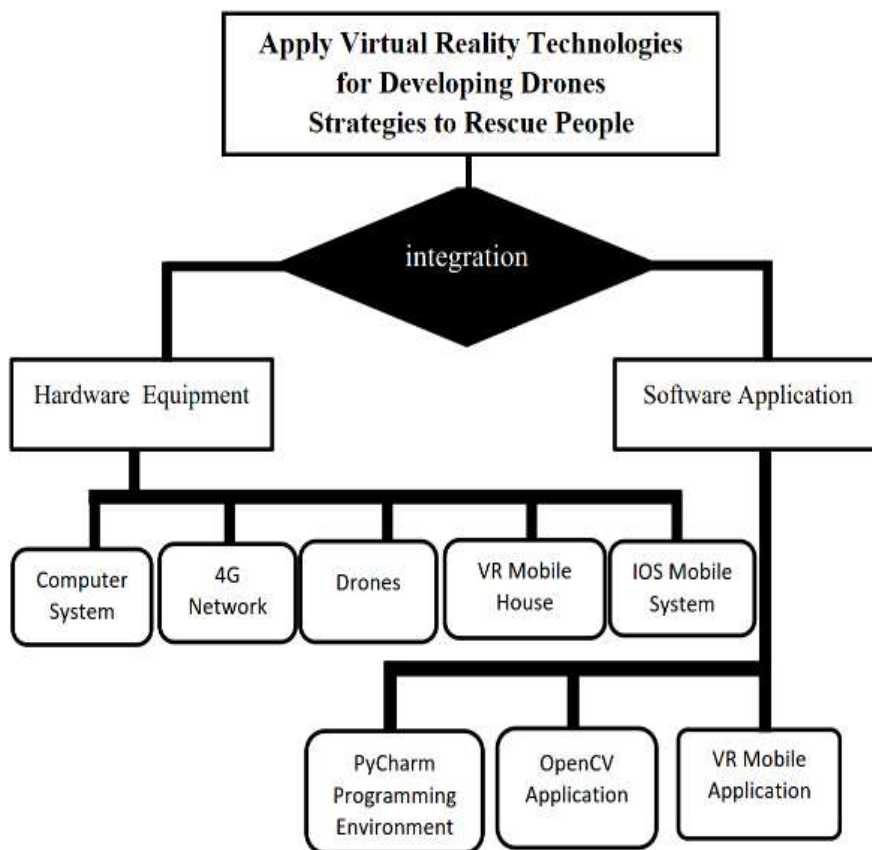 Apply Virtual Reality Technologies
for Developing Drones
Strategies to Rescue People
integration
Hardware Equipment
Software Application
Computer
System
4G
Network
Drones
VR Mobile
House
IOS Mobile
System
PyCharm
Programming
Environment
OpenCV
Application
VR Mobile
Application